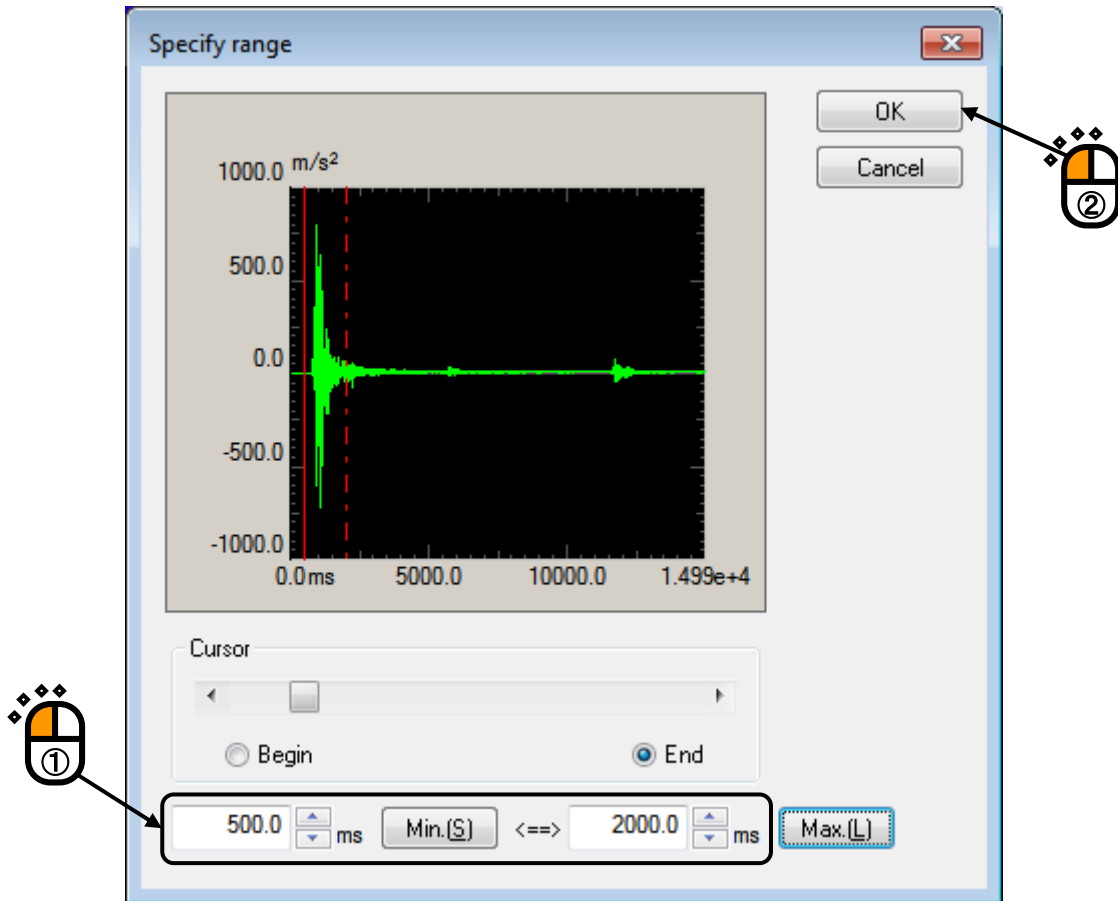 Specify range
OK
Cancel
②
1000.0 m/s²
500.0
0.0
-500.0
-1000.0
0.0ms 5000.0 10000.0 1.499e+4
Cursor
Begin End
①
500.0 ms Min.(S) <==> 2000.0 ms Max.(L)